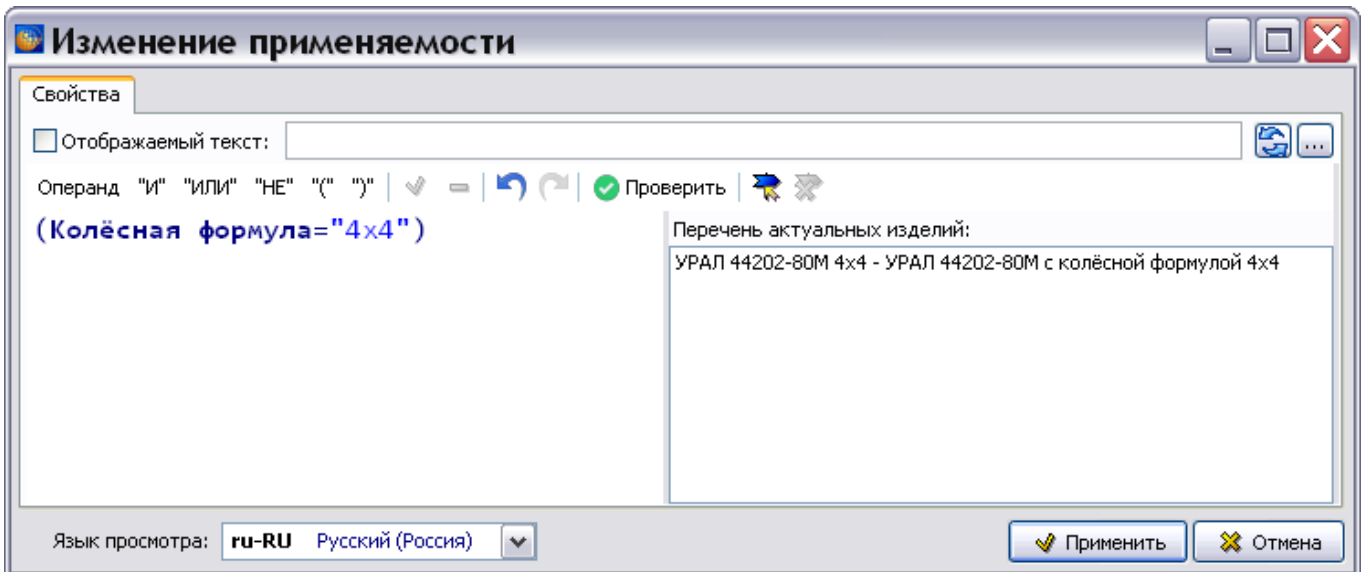 Изменение применяемости
Свойства
Отображаемый текст:
...
Операнд "И" "ИЛИ" "НЕ" "(" ")" Проверить
(Колёсная формула="4x4")
Перечень актуальных изделий:
УРАЛ 44202-80М 4x4 - УРАЛ 44202-80М с колёсной формулой 4x4
Язык просмотра: ru-RU Русский (Россия)
Применить
Отмена